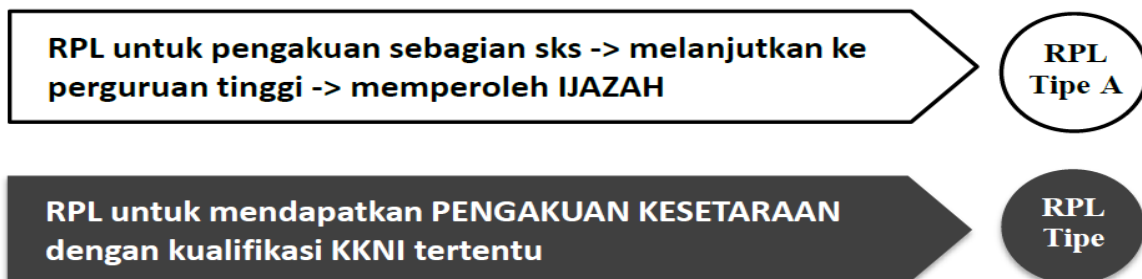 RPL untuk pengakuan sebagian sks -> melanjutkan ke
perguruan tinggi -> memperoleh IJAZAH
RPL
Tipe A
RPL untuk mendapatkan PENGAKUAN KESETARAAN
dengan kualifikasi KKNI tertentu
RPL
Tipe